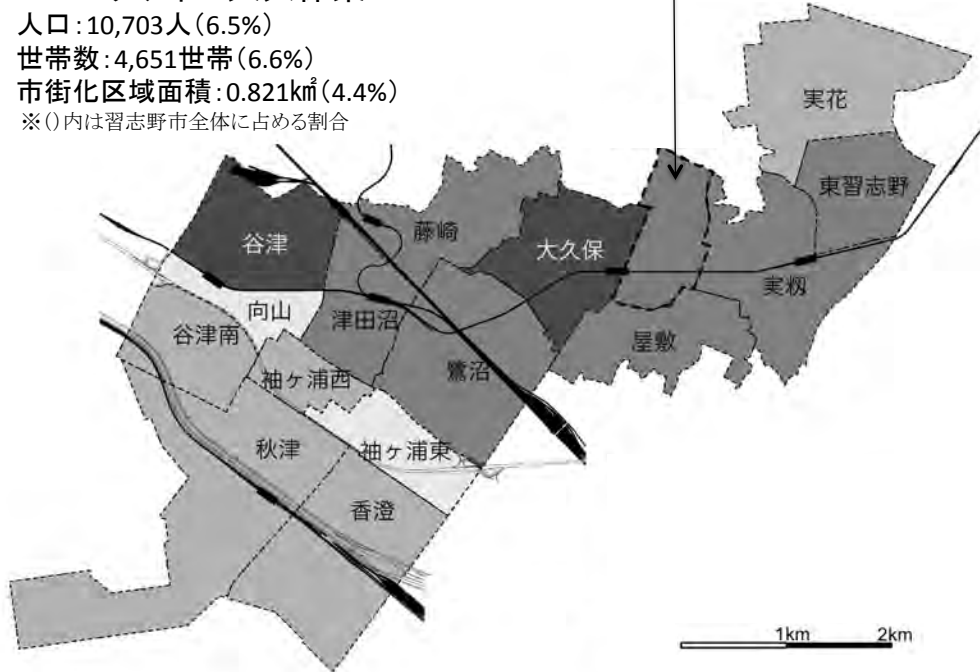 人口：10,703人（6.5%）
世帯数：4,651世帯（6.6%）
市街化区域面積：0.821k㎡（4.4%）
※()内は習志野市全体に占める割合
実花
東習志野
谷津
藤崎
大久保
実籾
向山
津田沼
谷津南
屋敷
鷺沼
袖ヶ浦西
秋津
袖ヶ浦東
香澄
1km
2km